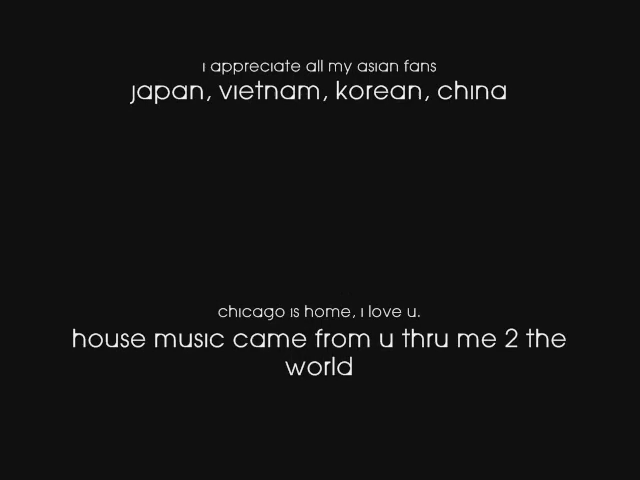 i appreciate all my asian fans
japan, vietnam, korean, china
chicago is home, i love u.
house music came from u thru me 2 the
world